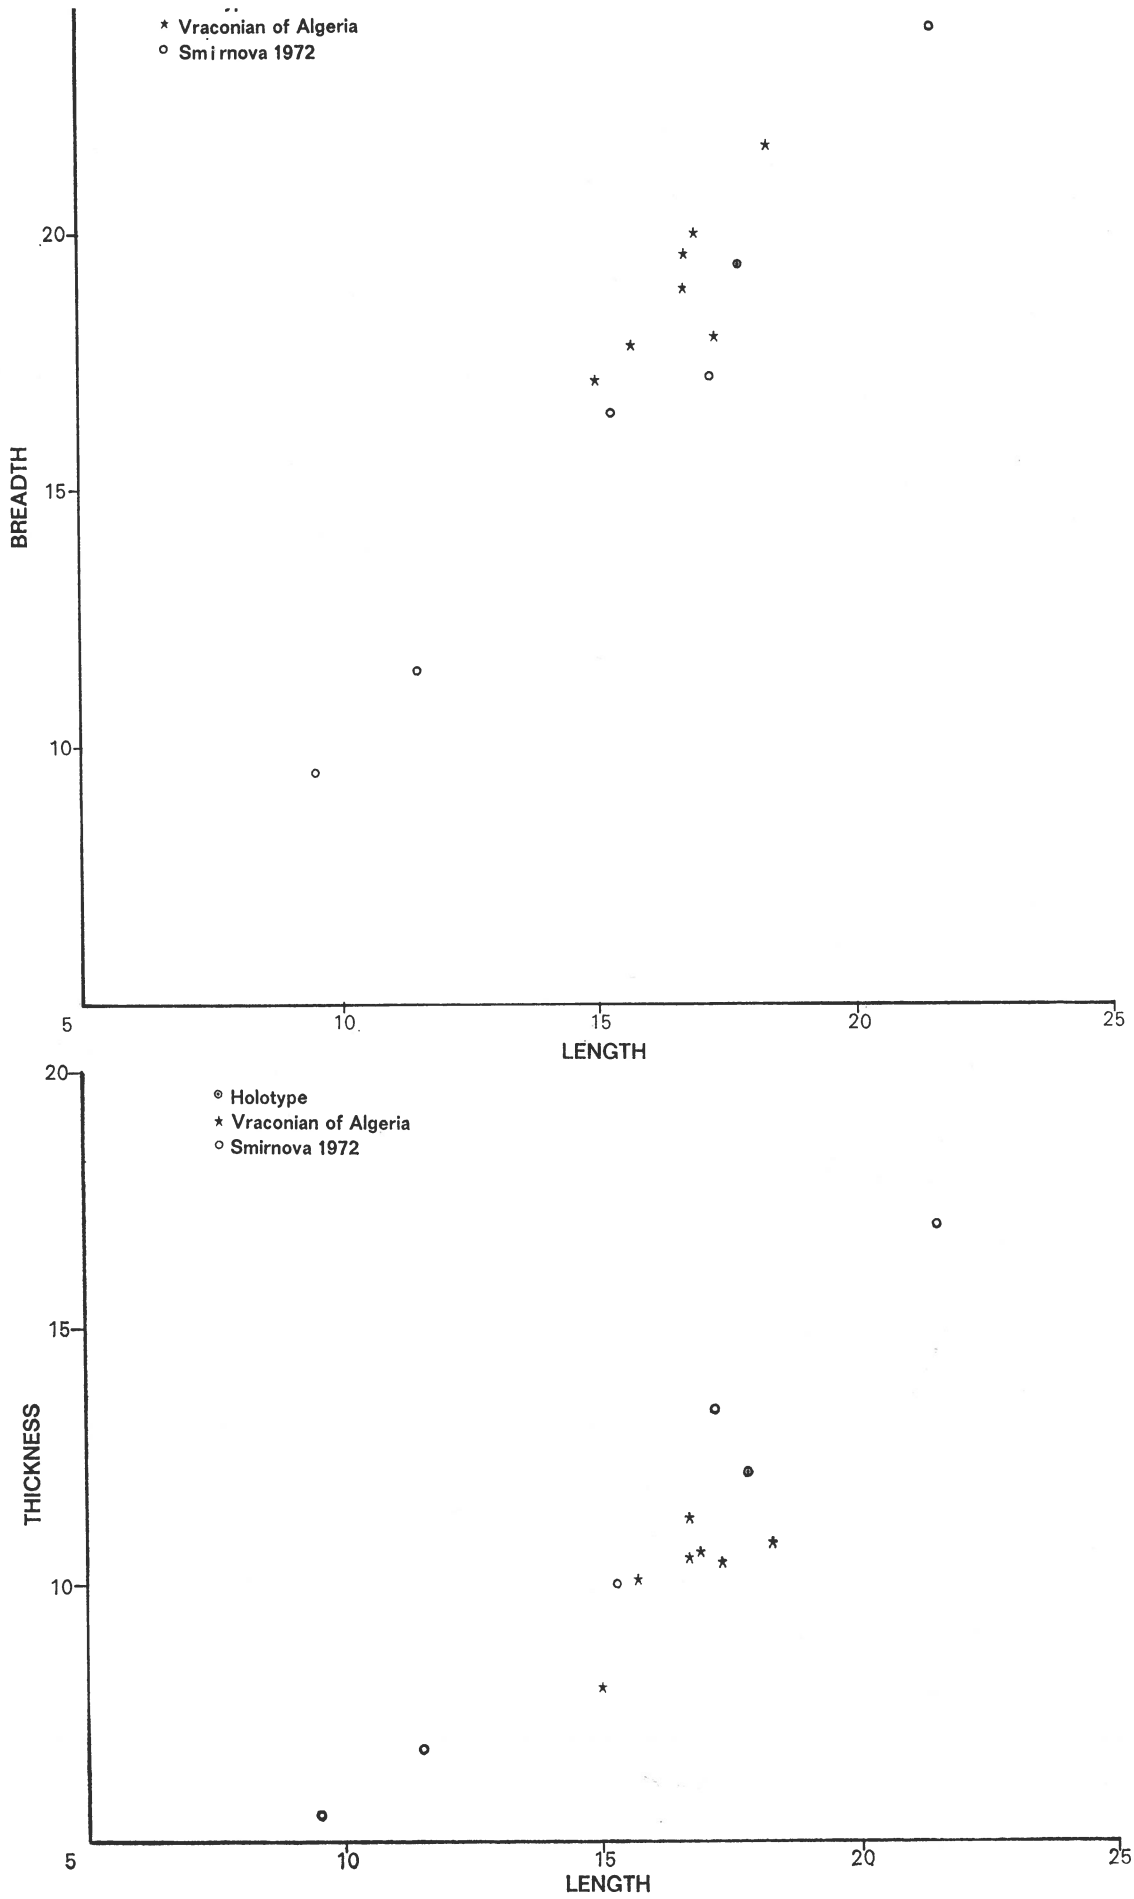 ★ Vraconian of Algeria
○ Smirnova 1972
20
15
10
BREADTH
5 10 15 20 25
LENGTH
20
⊙ Holotype
★ Vraconian of Algeria
○ Smirnova 1972
15
THICKNESS
10
5 10 15 20 25
LENGTH